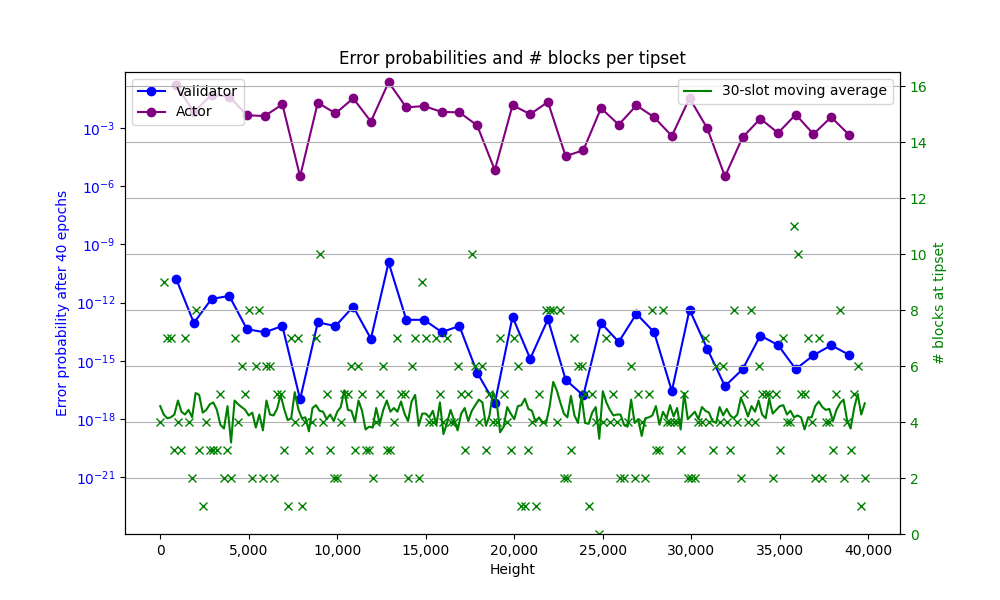 Error probabilities and # blocks per tipset
Validator
Actor
30-slot moving average
Error probability after 40 epochs
10⁻³
10⁻⁶
10⁻⁹
10⁻¹²
10⁻¹⁵
10⁻¹⁸
10⁻²¹
16
14
12
10
8
6
4
2
0
# blocks at tipset
0 5,000 10,000 15,000 20,000 25,000 30,000 35,000 40,000
Height